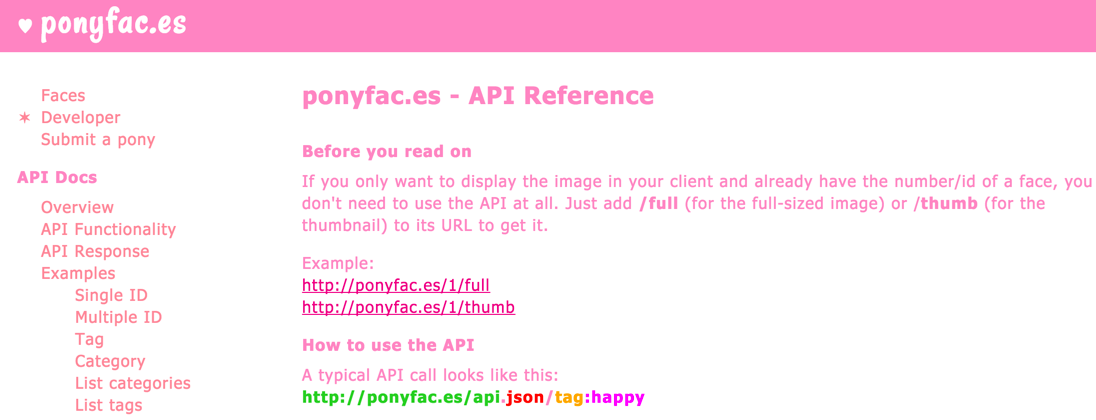 ♥ ponyfac.es
Faces
✶ Developer
Submit a pony
API Docs
Overview
API Functionality
API Response
Examples
Single ID
Multiple ID
Tag
Category
List categories
List tags
ponyfac.es - API Reference
Before you read on
If you only want to display the image in your client and already have the number/id of a face, you
don't need to use the API at all. Just add /full (for the full-sized image) or /thumb (for the
thumbnail) to its URL to get it.
Example:
http://ponyfac.es/1/full
http://ponyfac.es/1/thumb
How to use the API
A typical API call looks like this:
http://ponyfac.es/api.json/tag:happy